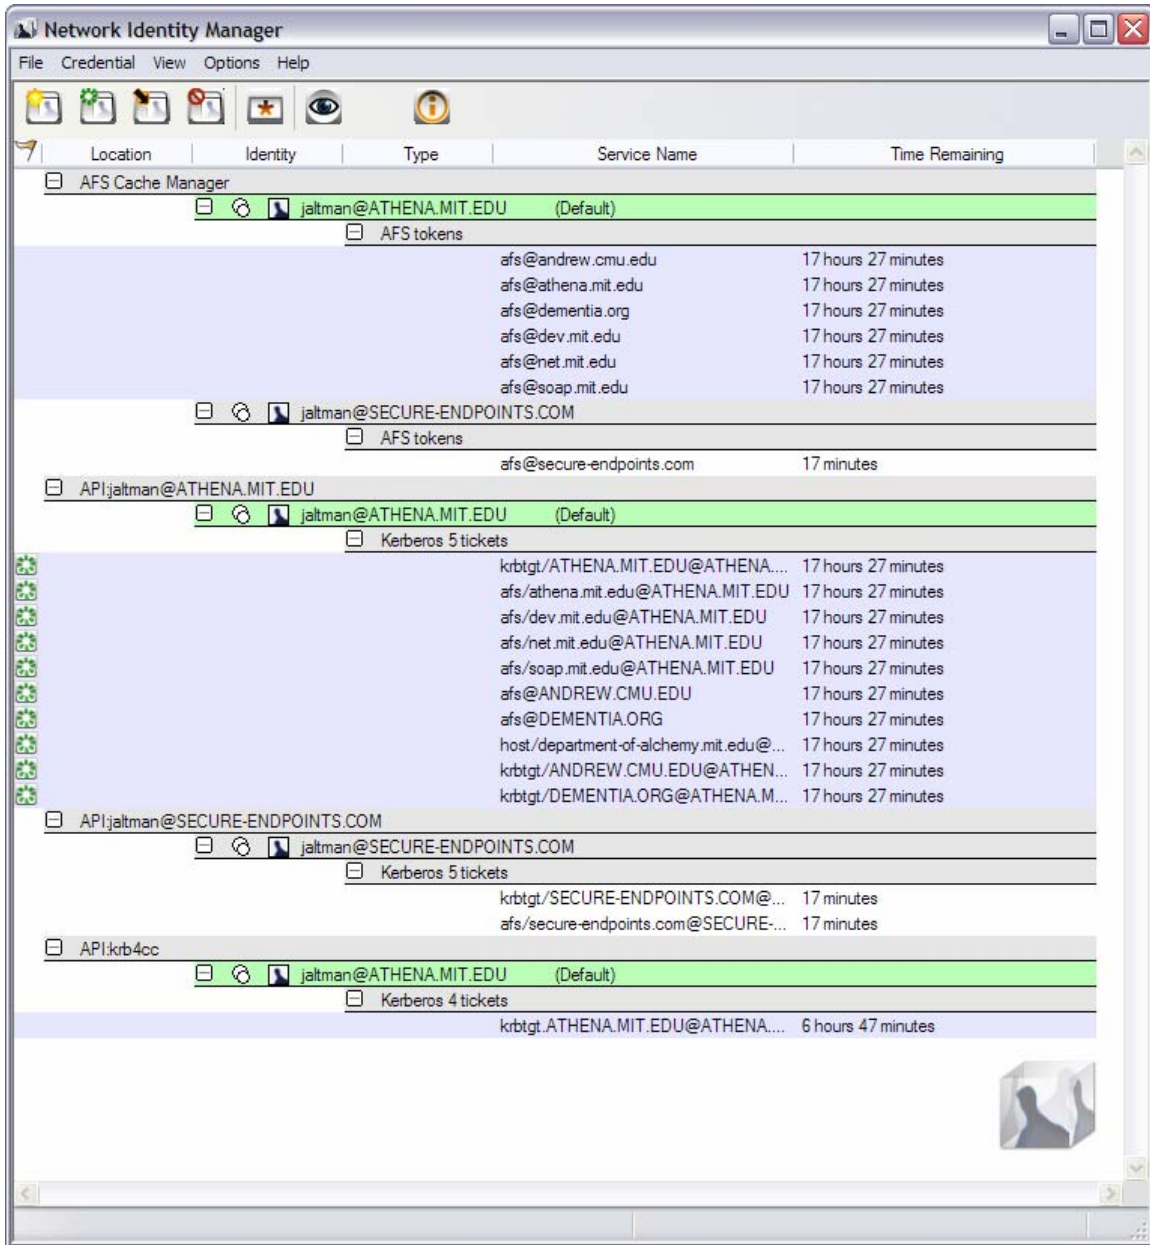 Network Identity Manager
File Credential View Options Help
Location Identity Type Service Name Time Remaining
AFS Cache Manager
jaltman@ATHENA.MIT.EDU (Default)
AFS tokens
afs@andrew.cmu.edu 17 hours 27 minutes
afs@athena.mit.edu 17 hours 27 minutes
afs@dementia.org 17 hours 27 minutes
afs@dev.mit.edu 17 hours 27 minutes
afs@net.mit.edu 17 hours 27 minutes
afs@soap.mit.edu 17 hours 27 minutes
jaltman@SECURE-ENDPOINTS.COM
AFS tokens
afs@secure-endpoints.com 17 minutes
API:jaltman@ATHENA.MIT.EDU
jaltman@ATHENA.MIT.EDU (Default)
Kerberos 5 tickets
krbtgt/ATHENA.MIT.EDU@ATHENA.... 17 hours 27 minutes
afs/athena.mit.edu@ATHENA.MIT.EDU 17 hours 27 minutes
afs/dev.mit.edu@ATHENA.MIT.EDU 17 hours 27 minutes
afs/net.mit.edu@ATHENA.MIT.EDU 17 hours 27 minutes
afs/soap.mit.edu@ATHENA.MIT.EDU 17 hours 27 minutes
afs@ANDREW.CMU.EDU 17 hours 27 minutes
afs@DEMENTIA.ORG 17 hours 27 minutes
host/department-of-alchemy.mit.edu@... 17 hours 27 minutes
krbtgt/ANDREW.CMU.EDU@ATHEN... 17 hours 27 minutes
krbtgt/DEMENTIA.ORG@ATHENA.M... 17 hours 27 minutes
API:jaltman@SECURE-ENDPOINTS.COM
jaltman@SECURE-ENDPOINTS.COM
Kerberos 5 tickets
krbtgt/SECURE-ENDPOINTS.COM@... 17 minutes
afs/secure-endpoints.com@SECURE-... 17 minutes
API:krb4cc
jaltman@ATHENA.MIT.EDU (Default)
Kerberos 4 tickets
krbtgt.ATHENA.MIT.EDU@ATHENA.... 6 hours 47 minutes